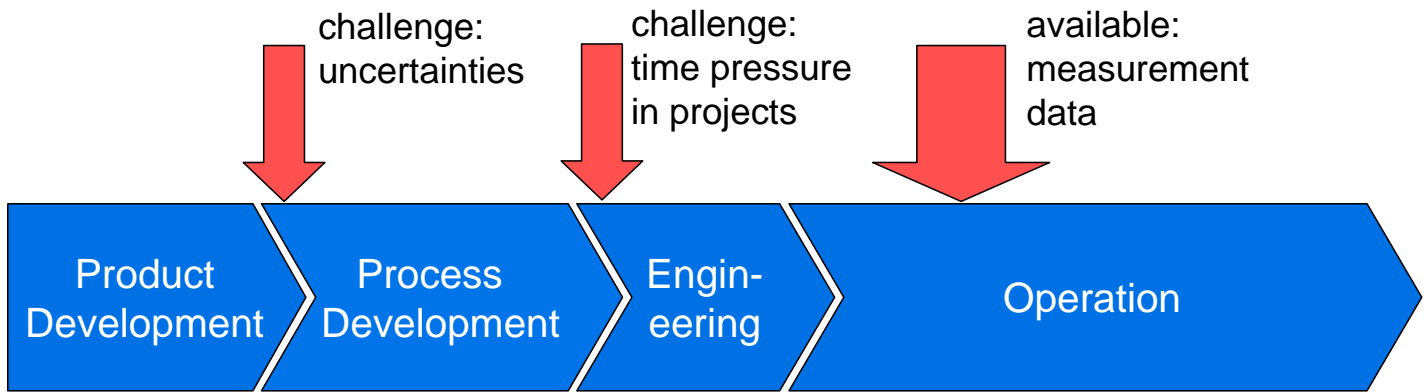 challenge:
uncertainties
challenge:
time pressure
in projects
available:
measurement
data
Product
Development
Process
Development
Engin-
eering
Operation